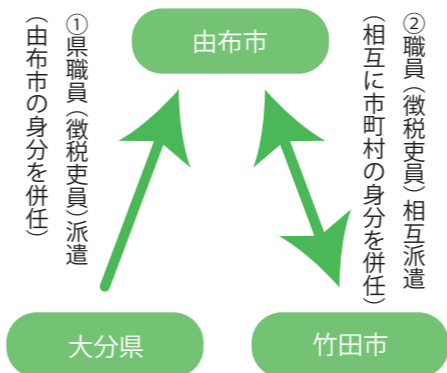 由布市
①県職員（徴税吏員）派遣
（由布市の身分を併任）
②職員（徴税吏員）相互派遣
（相互に市町村の身分を併任）
大分県
竹田市